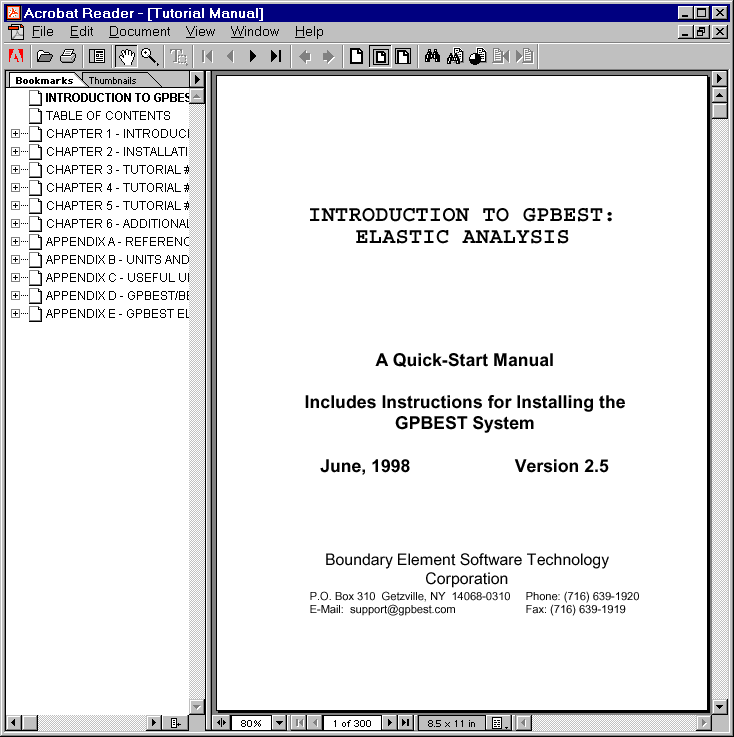 Acrobat Reader - [Tutorial Manual]
File Edit Document View Window Help
Bookmarks Thumbnails
INTRODUCTION TO GPBES
TABLE OF CONTENTS
CHAPTER 1 - INTRODUC
CHAPTER 2 - INSTALLATI
CHAPTER 3 - TUTORIAL #
CHAPTER 4 - TUTORIAL #
CHAPTER 5 - TUTORIAL #
CHAPTER 6 - ADDITIONAL
APPENDIX A - REFERENC
APPENDIX B - UNITS AND
APPENDIX C - USEFUL U
APPENDIX D - GPBEST/BE
APPENDIX E - GPBEST EL
INTRODUCTION TO GPBEST:
ELASTIC ANALYSIS
A Quick-Start Manual
Includes Instructions for Installing the
GPBEST System
June, 1998 Version 2.5
Boundary Element Software Technology
Corporation
P.O. Box 310 Getzville, NY 14068-0310 Phone: (716) 639-1920
E-Mail: support@gpbest.com Fax: (716) 639-1919
80% 1 of 300 8.5 x 11 in